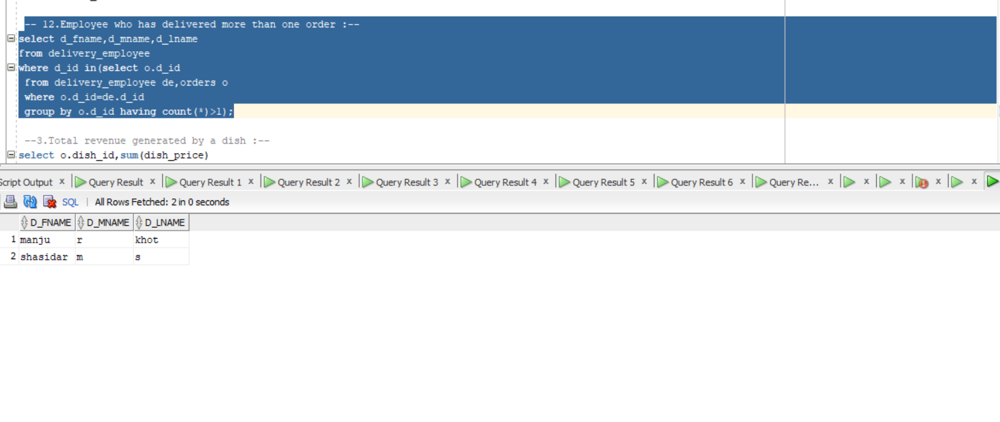 -- 12.Employee who has delivered more than one order :--
select d_fname,d_mname,d_lname
from delivery_employee
where d_id in(select o.d_id
from delivery_employee de,orders o
where o.d_id=de.d_id
group by o.d_id having count(*)>1);
--3.Total revenue generated by a dish :--
select o.dish_id,sum(dish_price)
Script Output x Query Result x Query Result 1 x Query Result 2 x Query Result 3 x Query Result 4 x Query Result 5 x Query Result 6 x Query Re... x x x x x
SQL | All Rows Fetched: 2 in 0 seconds
D_FNAME D_MNAME D_LNAME
1 manju r khot
2 shasidar m s